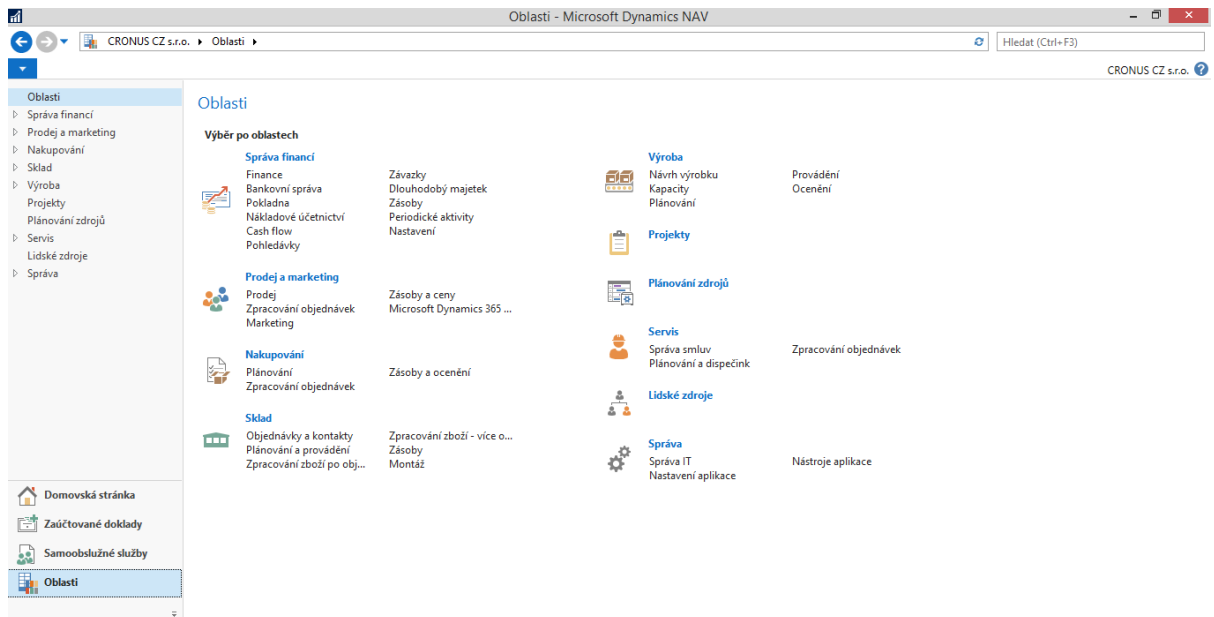 Oblasti - Microsoft Dynamics NAV
CRONUS CZ s.r.o. Oblasti
Hledat (Ctrl+F3)
CRONUS CZ s.r.o.
Oblasti
Správa financí
Prodej a marketing
Nakupování
Sklad
Výroba
Projekty
Plánování zdrojů
Servis
Lidské zdroje
Správa
Domovská stránka
Zaúčtované doklady
Samoobslužné služby
Oblasti
Oblasti
Výběr po oblastech
Správa financí
Finance
Bankovní správa
Pokladna
Nákladové účetnictví
Cash flow
Pohledávky
Závazky
Dlouhodobý majetek
Zásoby
Periodické aktivity
Nastavení
Prodej a marketing
Prodej
Zpracování objednávek
Marketing
Zásoby a ceny
Microsoft Dynamics 365 ...
Nakupování
Plánování
Zpracování objednávek
Zásoby a ocenění
Sklad
Objednávky a kontakty
Plánování a provádění
Zpracování zboží po obj...
Zpracování zboží - více o...
Zásoby
Montáž
Výroba
Návrh výrobku
Kapacity
Plánování
Provádění
Ocenění
Projekty
Plánování zdrojů
Servis
Správa smluv
Plánování a dispečink
Zpracování objednávek
Lidské zdroje
Správa
Správa IT
Nastavení aplikace
Nástroje aplikace